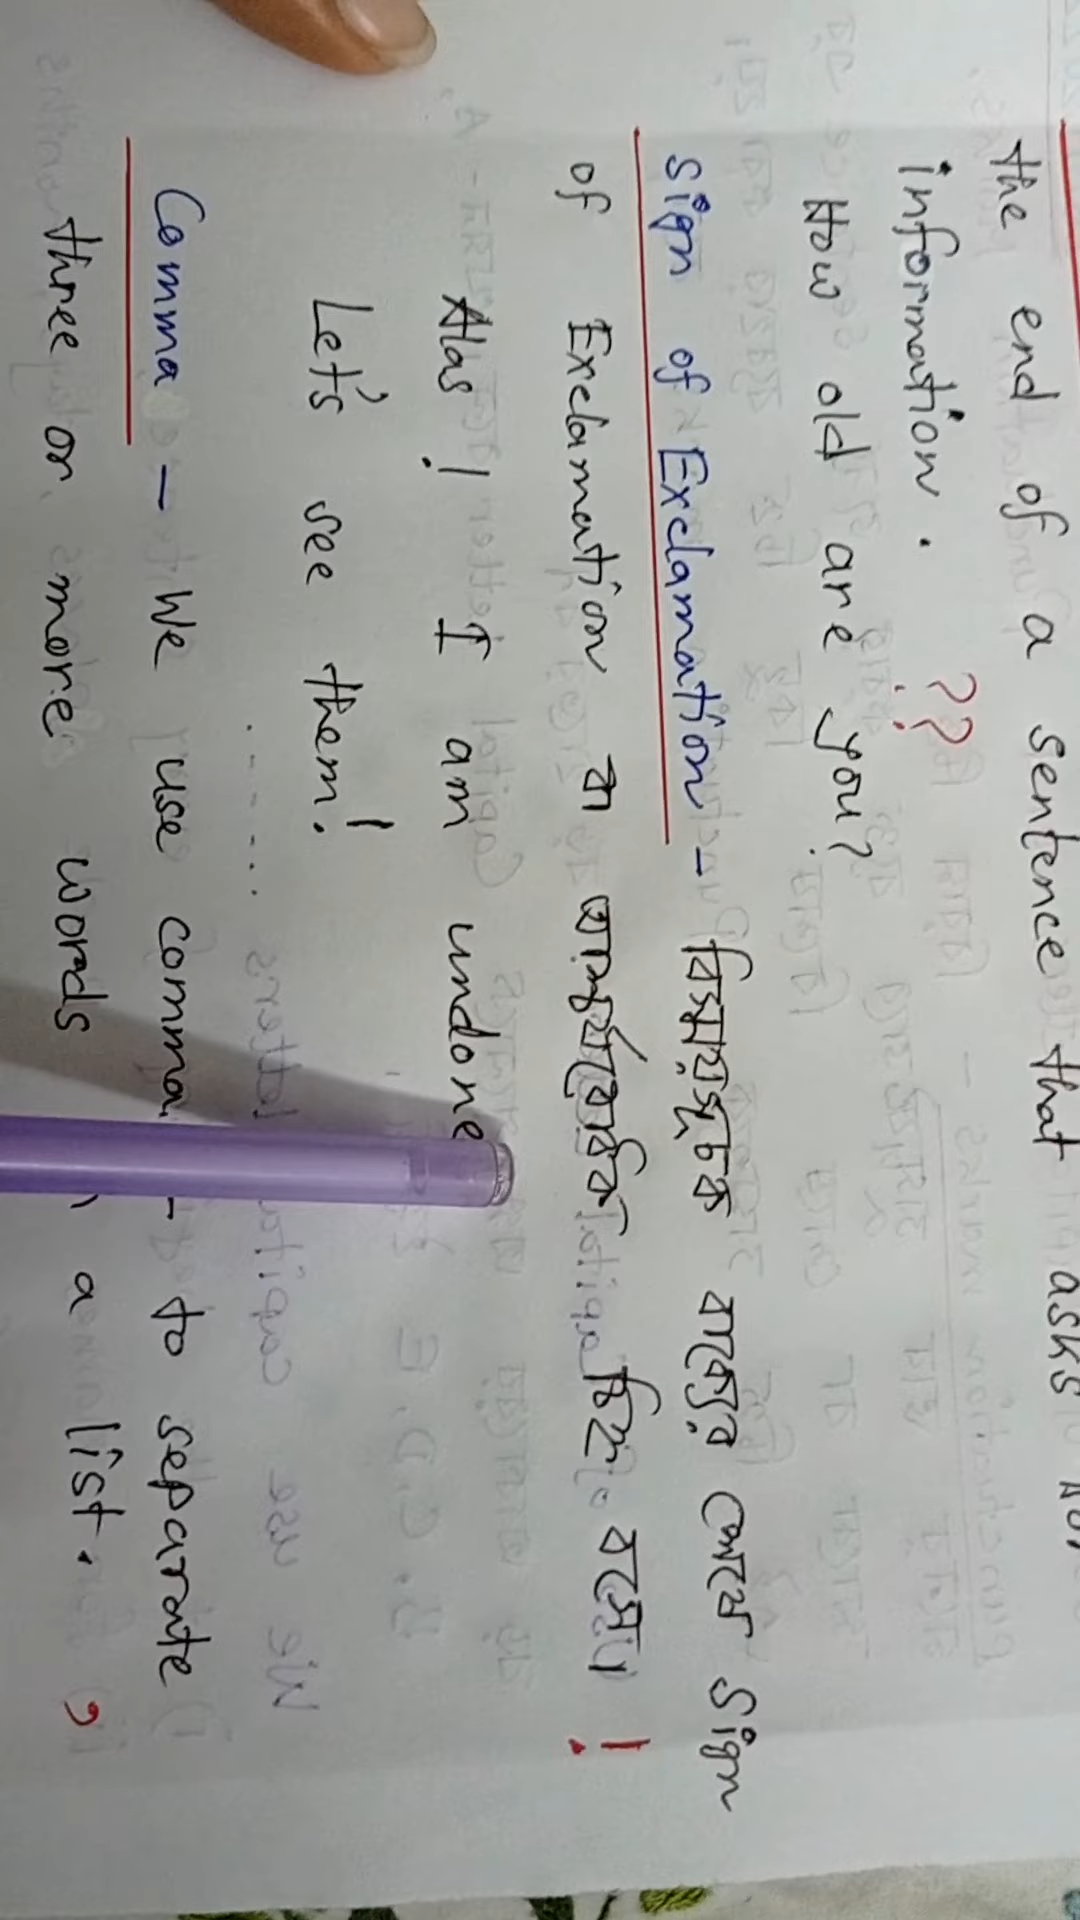 the end of a sentence that asks for
information. ??
How old are you?
Sign of Exclamation - বিস্ময়সূচক বাক্যের শেষে Sign
of Exclamation বা আশ্চর্যবোধক চিহ্ন বসে। !
Alas! I am undone
Let's see them!
Comma - We use comma - to separate
three or more words a list. ,